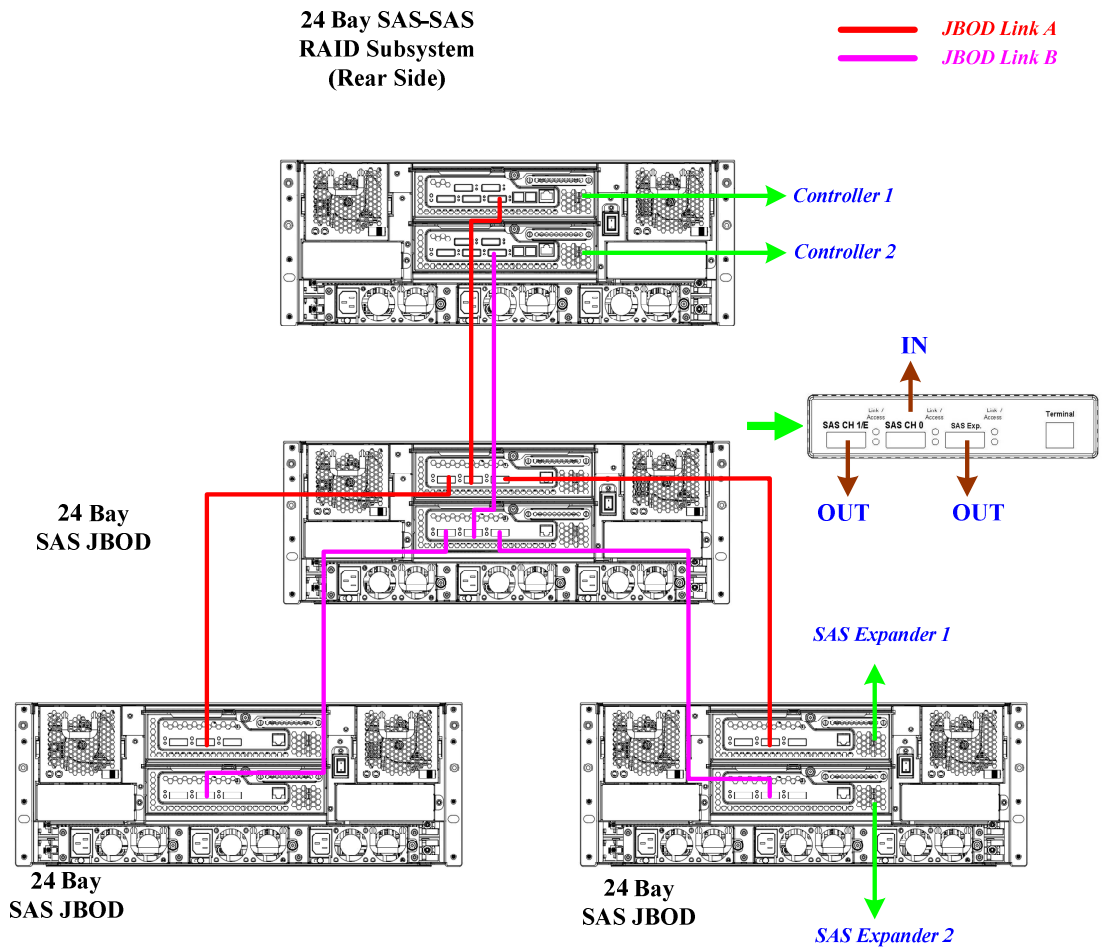 24 Bay SAS-SAS
RAID Subsystem
(Rear Side)
JBOD Link A
JBOD Link B
Controller 1
Controller 2
IN
Link /
Access
Link /
Access
Link /
Access
SAS CH 1/E
SAS CH 0
SAS Exp.
Terminal
OUT
OUT
24 Bay
SAS JBOD
SAS Expander 1
24 Bay
SAS JBOD
24 Bay
SAS JBOD
SAS Expander 2